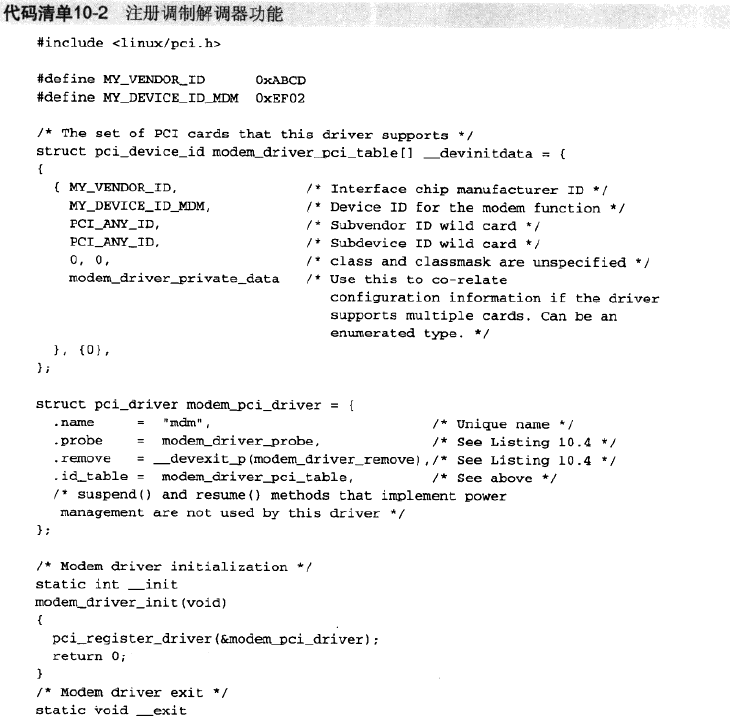 代码清单10-2 注册调制解调器功能
#include <linux/pci.h>
#define MY_VENDOR_ID 0xABCD
#define MY_DEVICE_ID_MDM 0xEF02
/* The set of PCI cards that this driver supports */
struct pci_device_id modem_driver_pci_table[] __devinitdata = {
{
{ MY_VENDOR_ID, /* Interface chip manufacturer ID */
MY_DEVICE_ID_MDM, /* Device ID for the modem function */
PCI_ANY_ID, /* Subvendor ID wild card */
PCI_ANY_ID, /* Subdevice ID wild card */
0, 0, /* class and classmask are unspecified */
modem_driver_private_data /* Use this to co-relate
configuration information if the driver
supports multiple cards. Can be an
enumerated type. */
}, {0},
};
struct pci_driver modem_pci_driver = {
.name = "mdm", /* Unique name */
.probe = modem_driver_probe, /* See Listing 10.4 */
.remove = __devexit_p(modem_driver_remove),/* See Listing 10.4 */
.id_table = modem_driver_pci_table, /* See above */
/* suspend() and resume() methods that implement power
management are not used by this driver */
};
/* Modem driver initialization */
static int __init
modem_driver_init(void)
{
pci_register_driver(&modem_pci_driver);
return 0;
}
/* Modem driver exit */
static void __exit